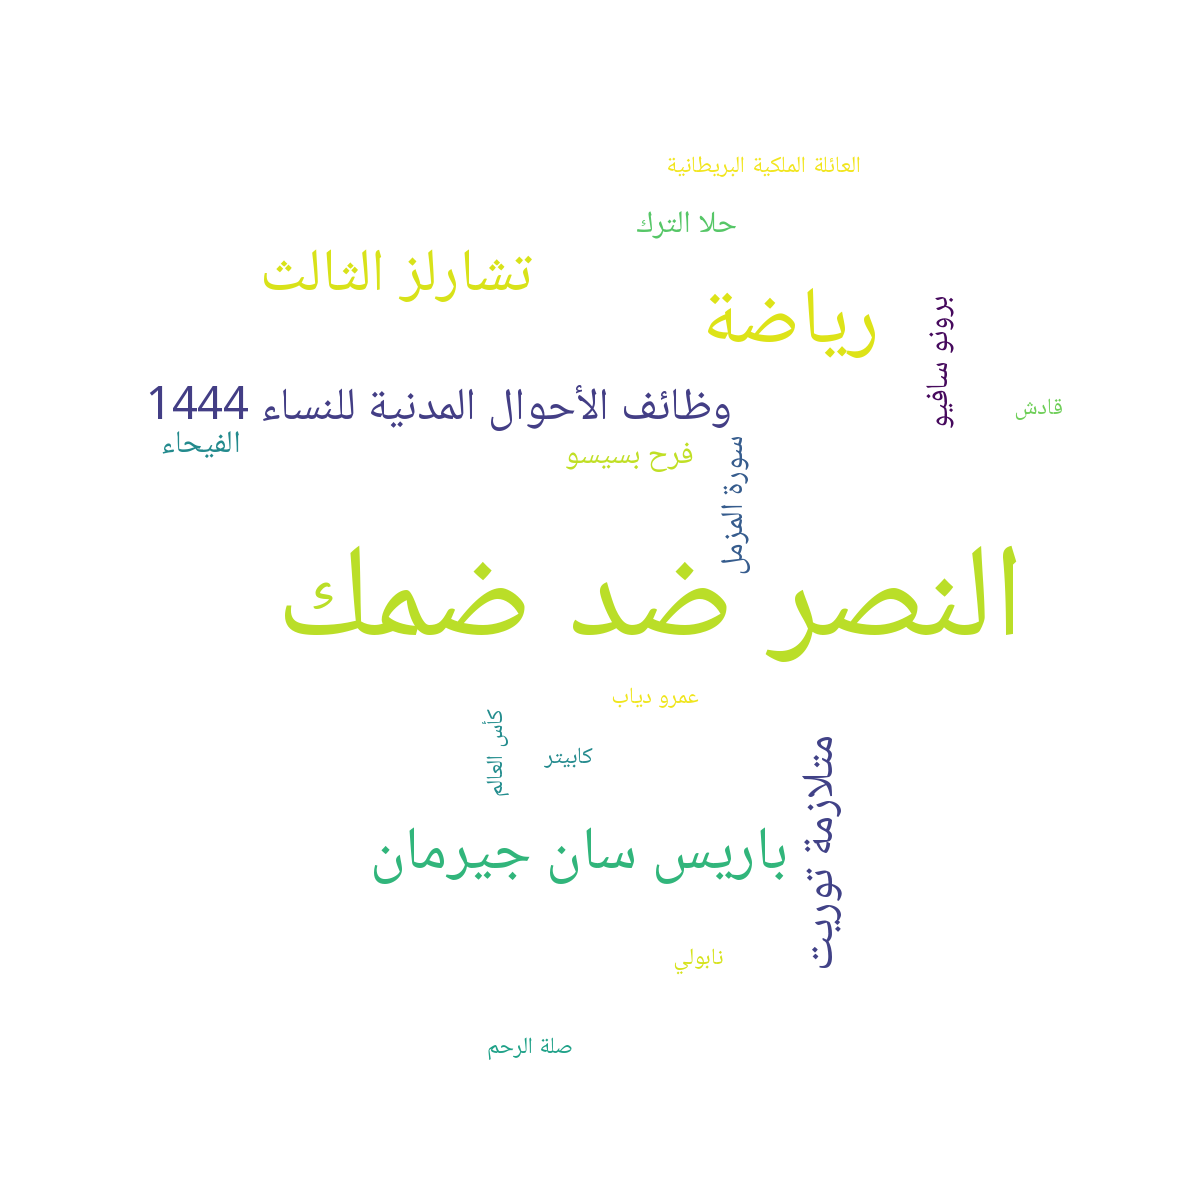 العائلة الملكية البريطانية
حلا الترك
تشارلز الثالث
رياضة
برونو سافيو
وظائف الأحوال المدنية للنساء 1444
قادش
الفيحاء
فرح بسيسو
سورة المزمل
النصر ضد ضمك
عمرو دياب
كأس العالم
كابيتر
متلازمة توريت
باريس سان جيرمان
نابولي
صلة الرحم